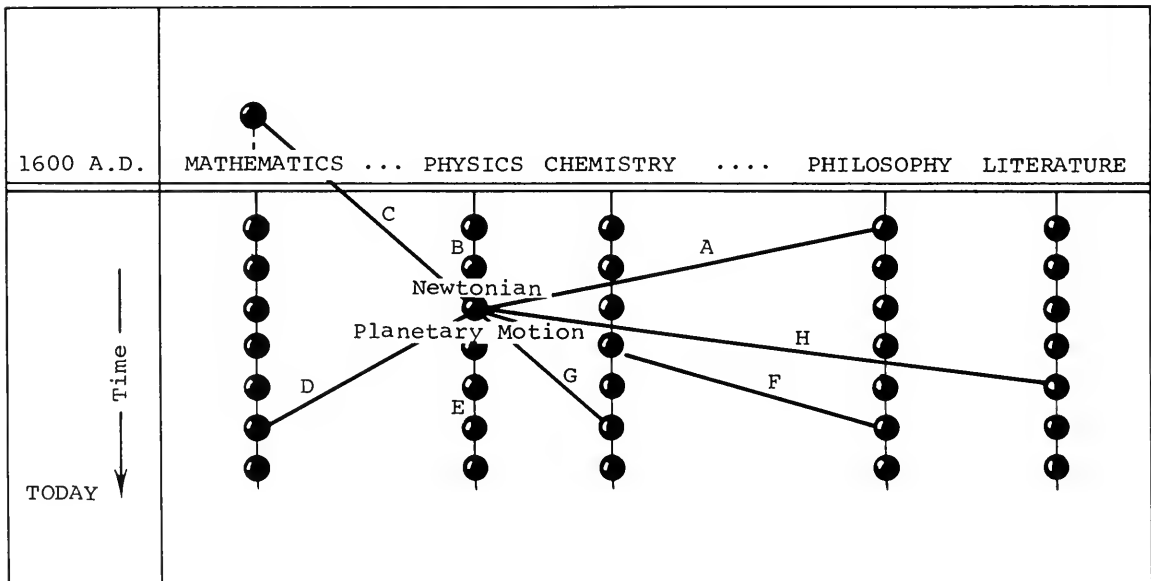 1600 A.D. MATHEMATICS ... PHYSICS CHEMISTRY .... PHILOSOPHY LITERATURE
C
B
A
Newtonian
Planetary Motion
H
Time
D
G
F
E
TODAY